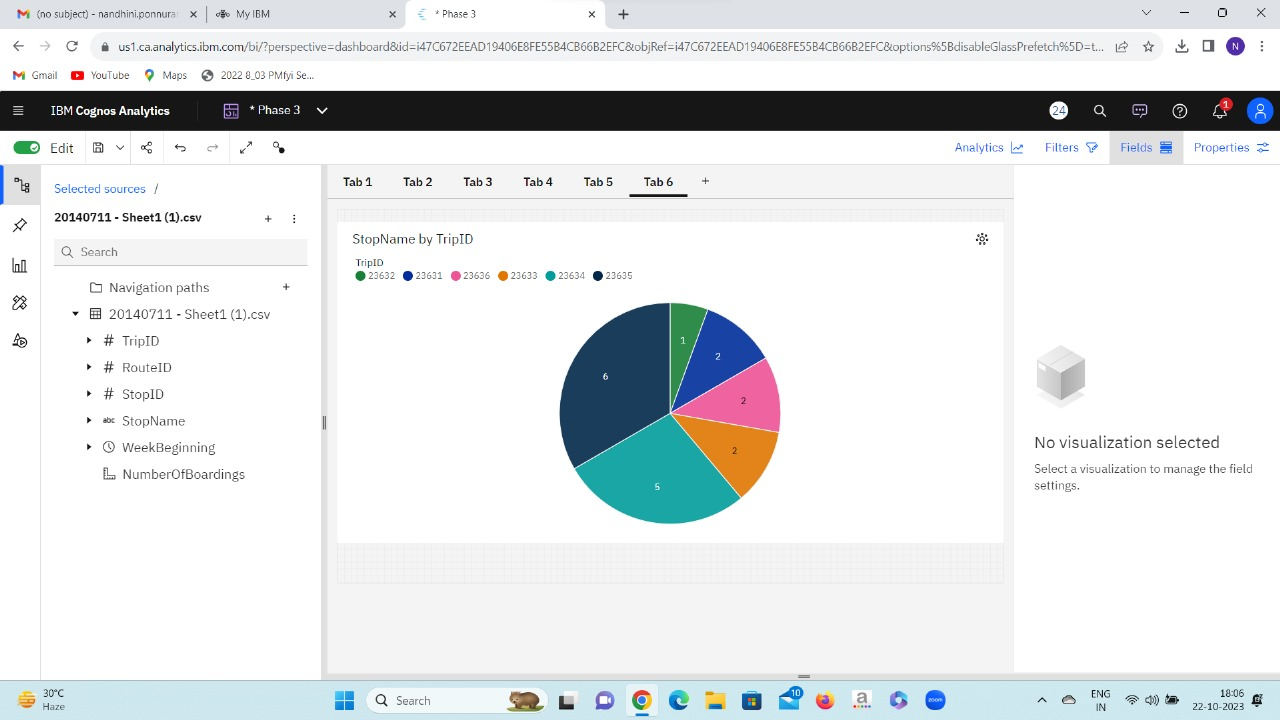 (no subject) - nandhini.ponnurar
My IBM
* Phase 3
us1.ca.analytics.ibm.com/bi/?perspective=dashboard&id=i47C672EEAD19406E8FE55B4CB66B2EFC&objRef=i47C672EEAD19406E8FE55B4CB66B2EFC&options%5BdisableGlassPrefetch%5D=t...
N
Gmail
YouTube
Maps
2022 8_03 PMfyi Se...
IBM Cognos Analytics
* Phase 3
24
1
Edit
Analytics
Filters
Fields
Properties
Selected sources /
Tab 1
Tab 2
Tab 3
Tab 4
Tab 5
Tab 6
+
20140711 - Sheet1 (1).csv
Search
Navigation paths
20140711 - Sheet1 (1).csv
# TripID
# RouteID
# StopID
abc StopName
WeekBeginning
NumberOfBoardings
StopName by TripID
TripID
23632
23631
23636
23633
23634
23635
1
2
2
2
5
6
No visualization selected
Select a visualization to manage the field
settings.
30°C
Haze
Search
10
a
zoom
ENG
IN
18:06
22-10-2023